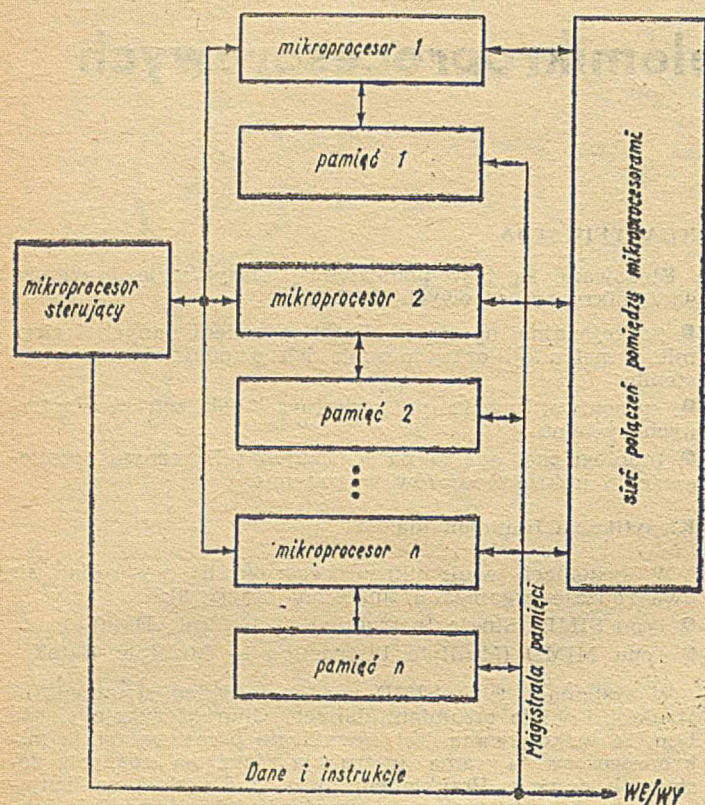 mikroprocesor 1
pamięć 1
mikroprocesor
sterujący
mikroprocesor 2
pamięć 2
...
mikroprocesor n
pamięć n
sieć połączeń pomiędzy mikroprocesorami
Magistrala pamięci
Dane i instrukcje
WE/WY